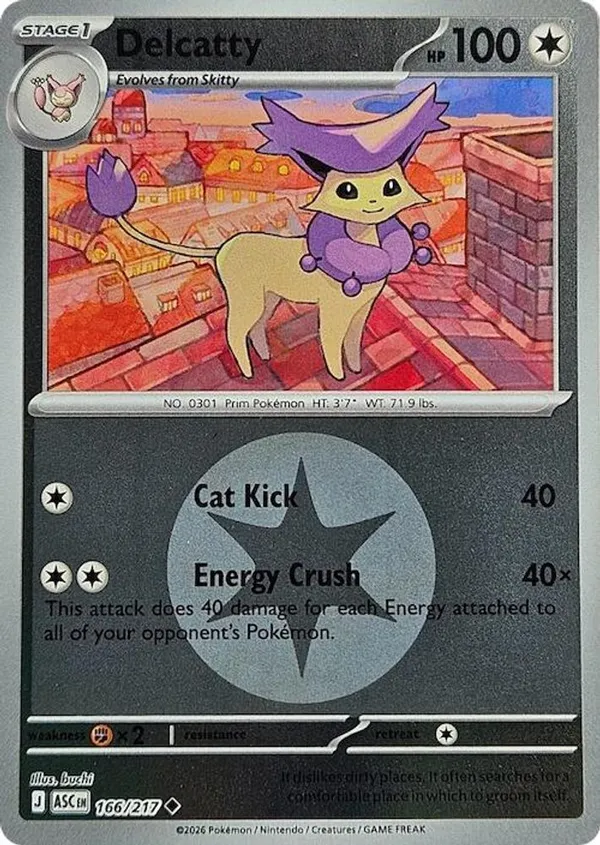 STAGE 1
Delcatty
HP 100
Evolves from Skitty
NO. 0301 Prim Pokémon HT: 3'7" WT: 71.9 lbs.
Cat Kick 40
Energy Crush 40×
This attack does 40 damage for each Energy attached to
all of your opponent's Pokémon.
weakness ×2 resistance retreat
Illus. buchi
It dislikes dirty places. It often searches for a
comfortable place in which to groom itself.
J ASC EN 166/217
©2026 Pokémon / Nintendo / Creatures / GAME FREAK